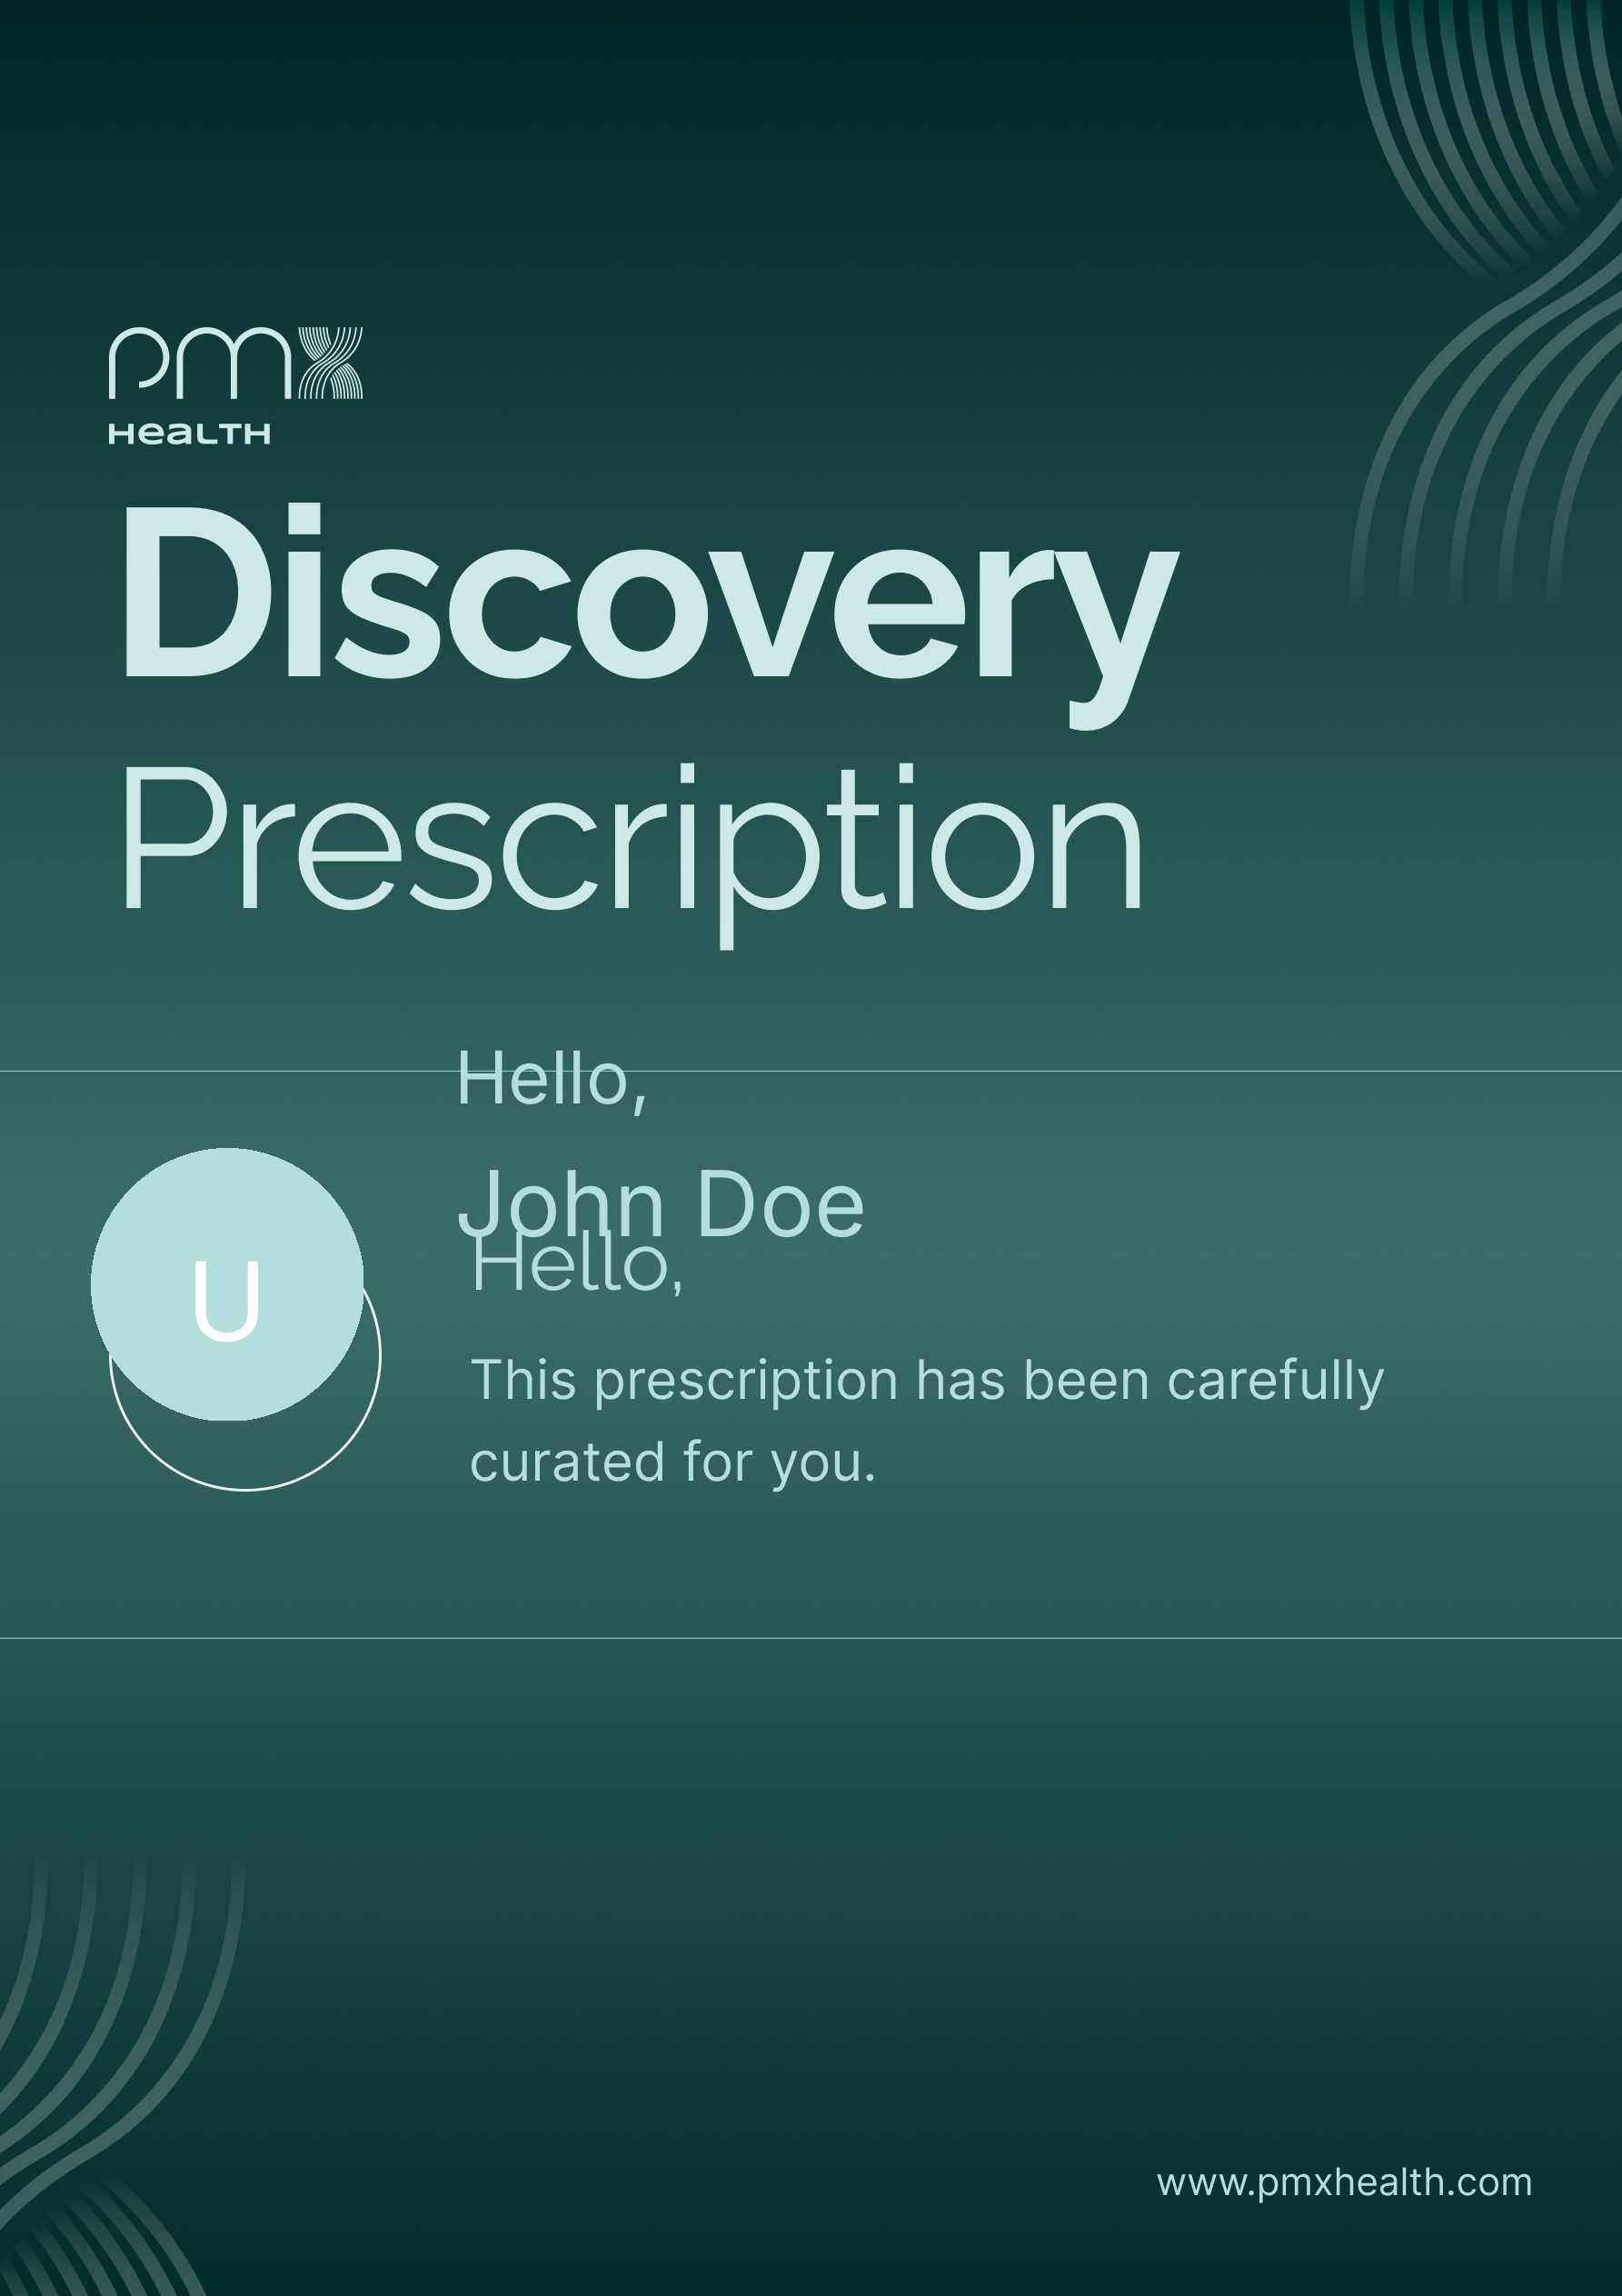 pmx
HEALTH
Discovery
Prescription
Hello,
John Doe
Hello,
U
This prescription has been carefully
curated for you.
www.pmxhealth.com